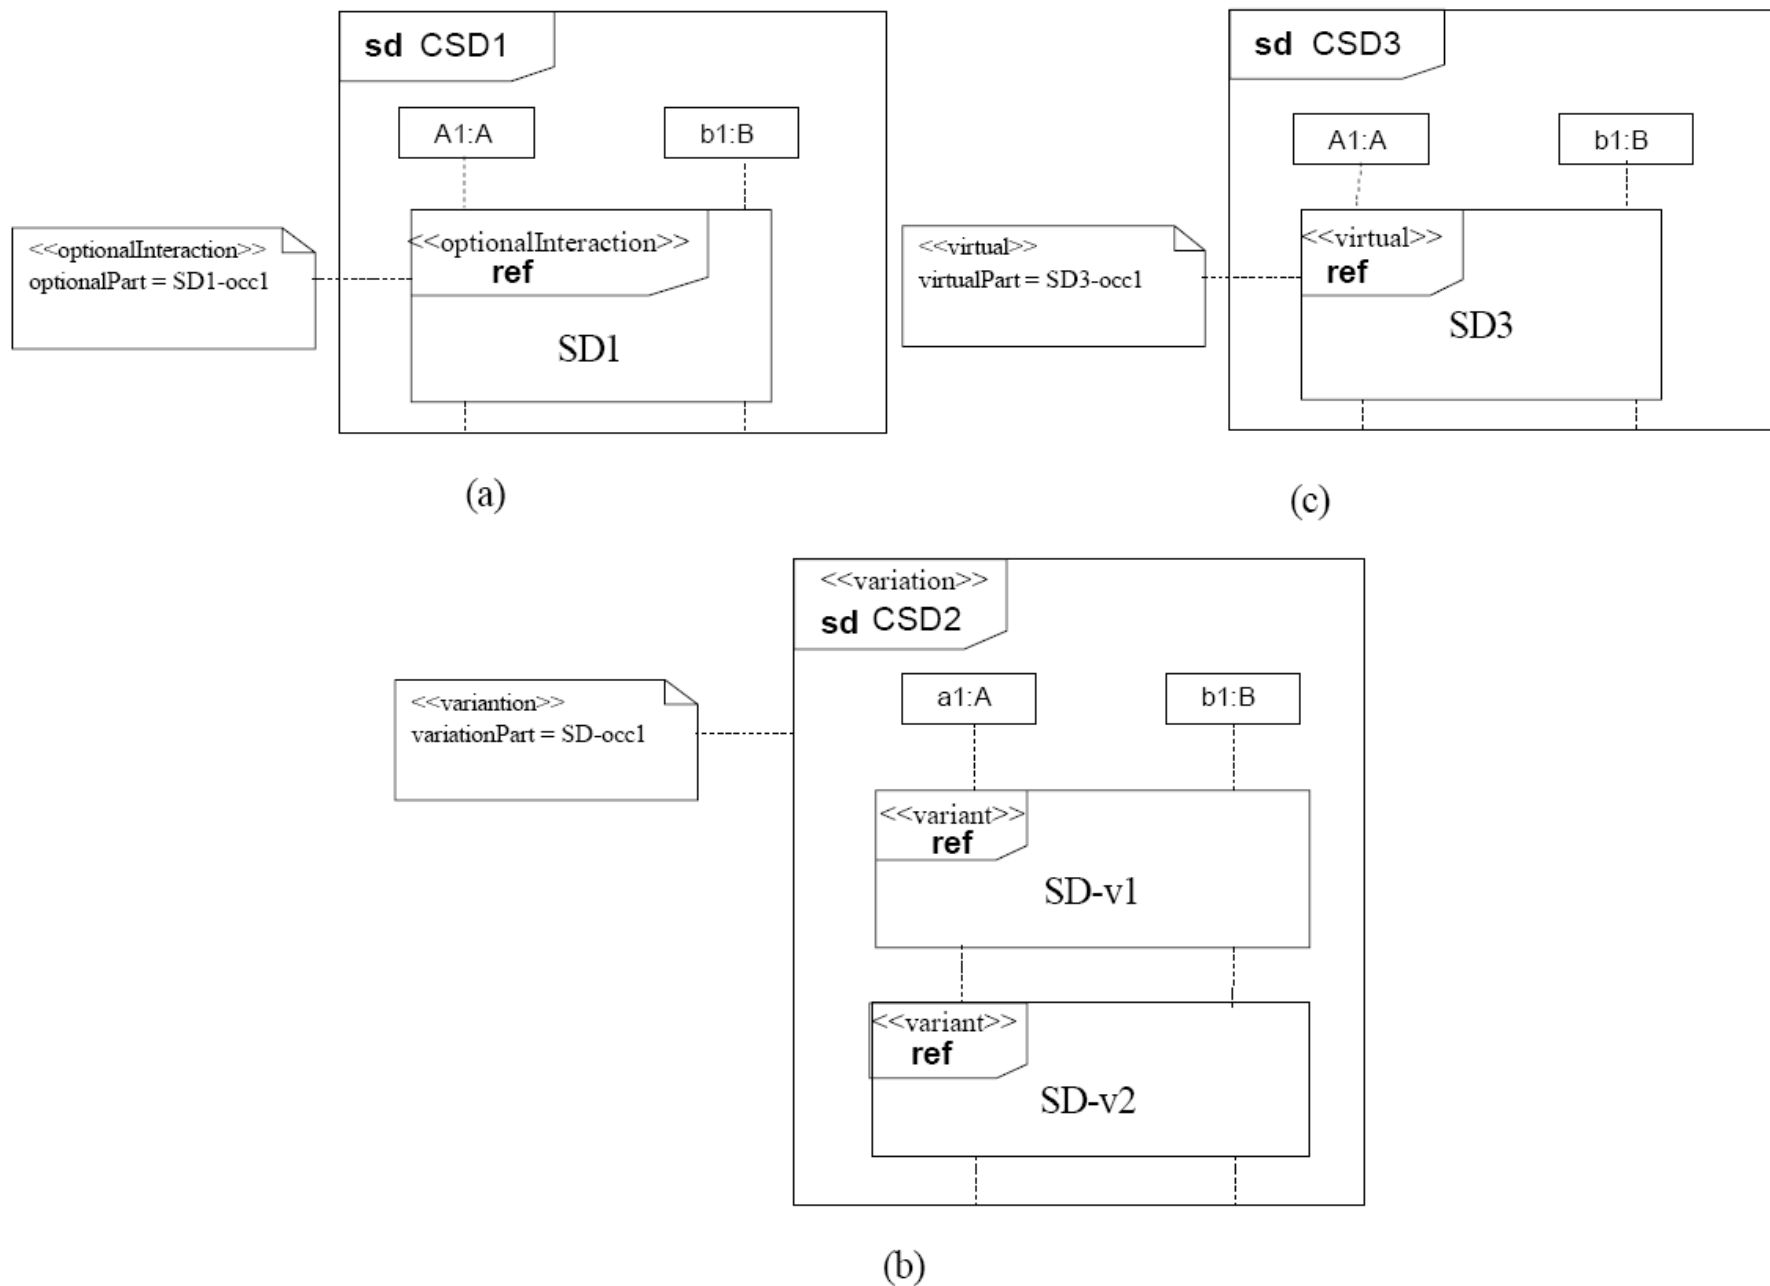 sd CSD1
A1:A
b1:B
<<optionalInteraction>>
optionalPart = SD1-occ1
<<optionalInteraction>>
ref
SD1
(a)
sd CSD3
A1:A
b1:B
<<virtual>>
virtualPart = SD3-occ1
<<virtual>>
ref
SD3
(c)
<<variation>>
sd CSD2
<<variantion>>
variationPart = SD-occ1
a1:A
b1:B
<<variant>>
ref
SD-v1
<<variant>>
ref
SD-v2
(b)